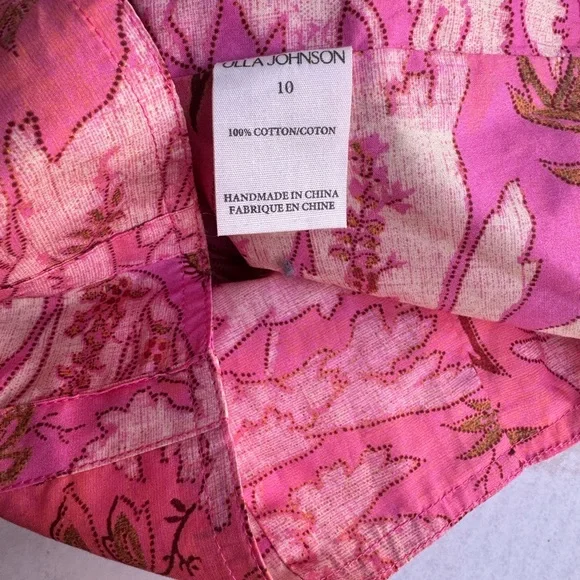 ULLA JOHNSON
10
100% COTTON/COTON
HANDMADE IN CHINA
FABRIQUE EN CHINE